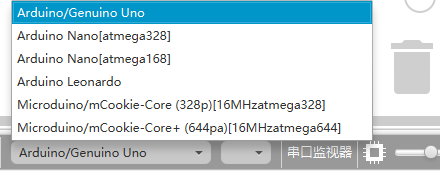 Arduino/Genuino Uno
Arduino Nano[atmega328]
Arduino Nano[atmega168]
Arduino Leonardo
Microduino/mCookie-Core (328p)[16MHzatmega328]
Microduino/mCookie-Core+ (644pa)[16MHzatmega644]
Arduino/Genuino Uno 串口监视器